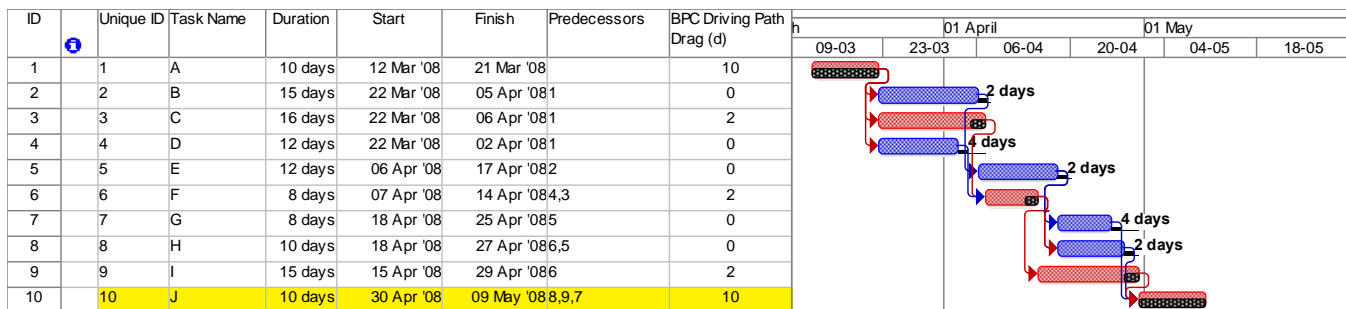 ID Unique ID Task Name Duration Start Finish Predecessors BPC Driving Path Drag (d)
h 01 April 01 May
09-03 23-03 06-04 20-04 04-05 18-05
1 1 A 10 days 12 Mar '08 21 Mar '08 10
2 2 B 15 days 22 Mar '08 05 Apr '08 1 0 2 days
3 3 C 16 days 22 Mar '08 06 Apr '08 1 2
4 4 D 12 days 22 Mar '08 02 Apr '08 1 0 4 days
5 5 E 12 days 06 Apr '08 17 Apr '08 2 0 2 days
6 6 F 8 days 07 Apr '08 14 Apr '08 4,3 2
7 7 G 8 days 18 Apr '08 25 Apr '08 5 0 4 days
8 8 H 10 days 18 Apr '08 27 Apr '08 6,5 0 2 days
9 9 I 15 days 15 Apr '08 29 Apr '08 6 2
10 10 J 10 days 30 Apr '08 09 May '08 8,9,7 10